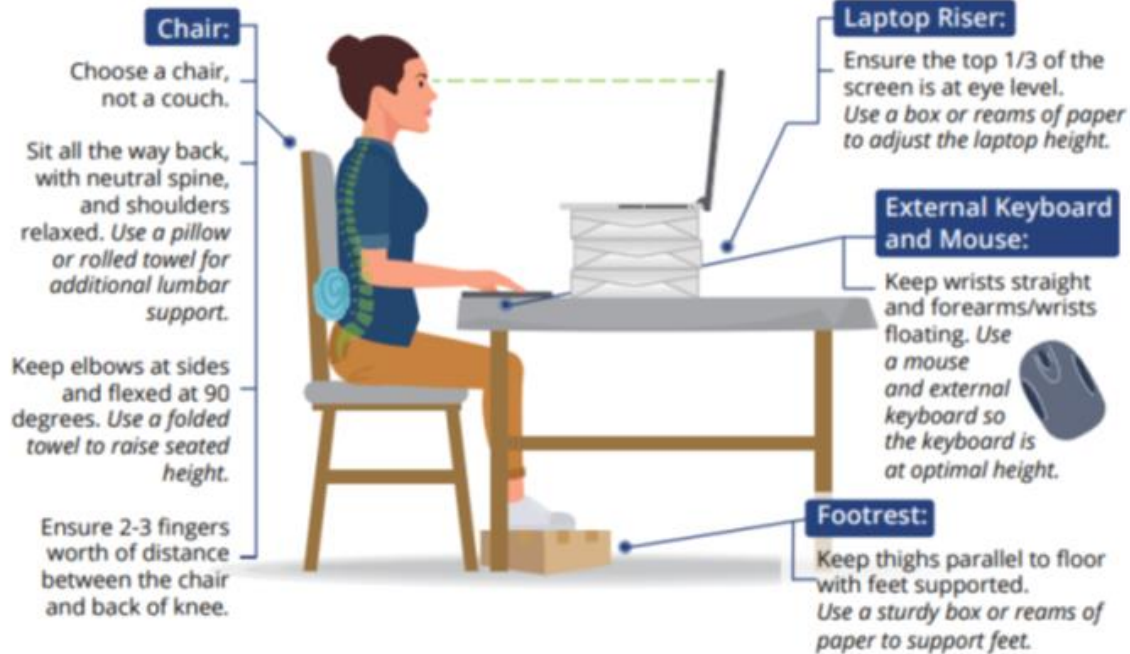 Chair:
Choose a chair,
not a couch.
Sit all the way back,
with neutral spine,
and shoulders
relaxed. Use a pillow
or rolled towel for
additional lumbar
support.
Keep elbows at sides
and flexed at 90
degrees. Use a folded
towel to raise seated
height.
Ensure 2-3 fingers
worth of distance
between the chair
and back of knee.
Laptop Riser:
Ensure the top 1/3 of the
screen is at eye level.
Use a box or reams of paper
to adjust the laptop height.
External Keyboard
and Mouse:
Keep wrists straight
and forearms/wrists
floating. Use
a mouse
and external
keyboard so
the keyboard is
at optimal height.
Footrest:
Keep thighs parallel to floor
with feet supported.
Use a sturdy box or reams of
paper to support feet.